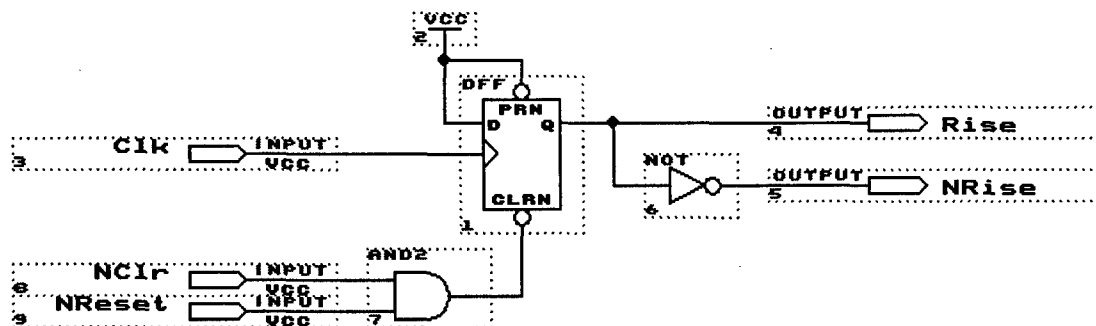 VCC
2
DFF
PRN
D Q
OUTPUT
4
Rise
Clk
INPUT
VCC
3
NOT
6
OUTPUT
5
NRise
CLRN
1
AND2
7
NClr
INPUT
VCC
8
NReset
INPUT
VCC
9